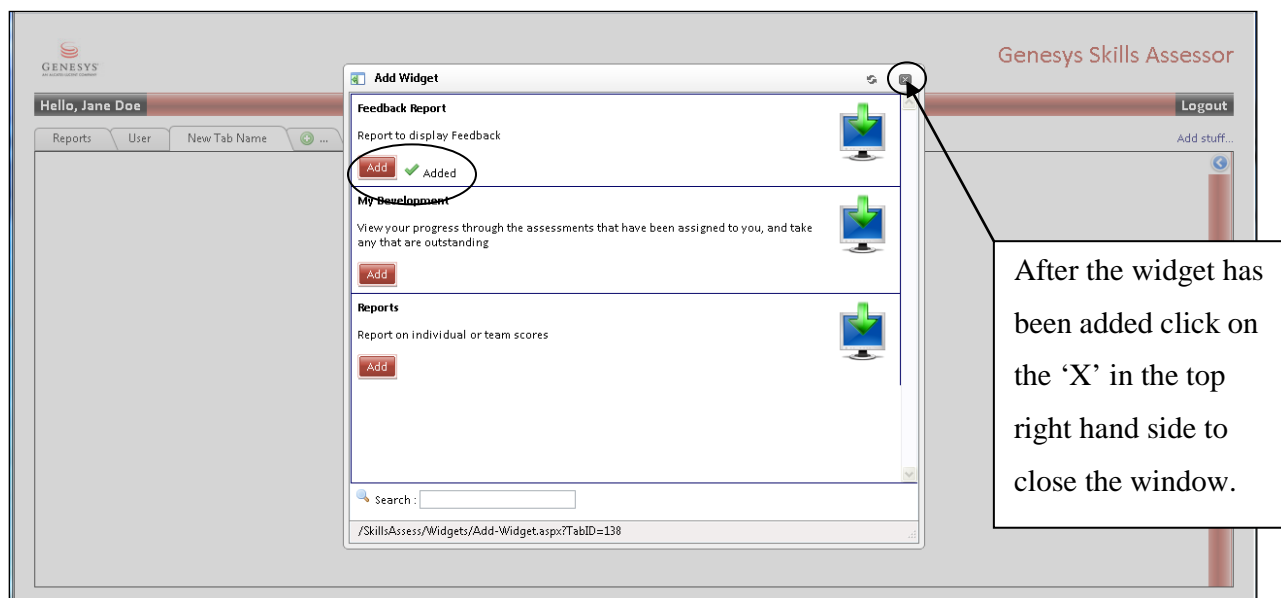 GENESYS
Genesys Skills Assessor
Hello, Jane Doe
Logout
Reports
User
New Tab Name
...
Add stuff...
Add Widget
Feedback Report
Report to display Feedback
Add
Added
My Development
View your progress through the assessments that have been assigned to you, and take
any that are outstanding
Add
Reports
Report on individual or team scores
Add
Search :
/SkillsAssess/Widgets/Add-Widget.aspx?TabID=138
After the widget has
been added click on
the ‘X’ in the top
right hand side to
close the window.